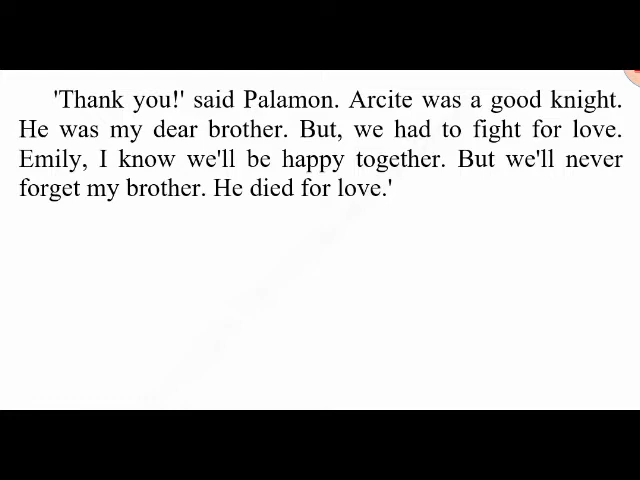 'Thank you!' said Palamon. Arcite was a good knight.
He was my dear brother. But, we had to fight for love.
Emily, I know we'll be happy together. But we'll never
forget my brother. He died for love.'